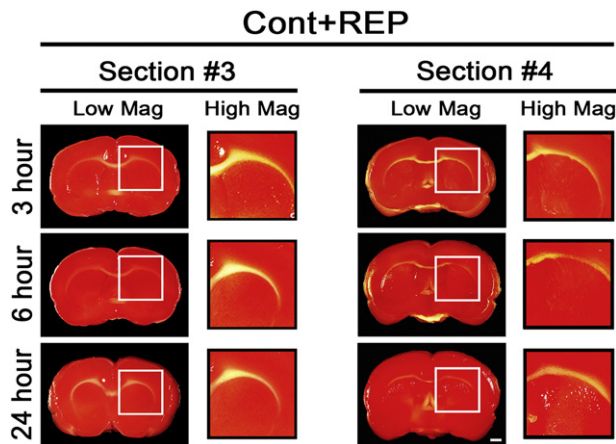 Cont+REP
Section #3 Section #4
Low Mag High Mag Low Mag High Mag
3 hour
6 hour
24 hour